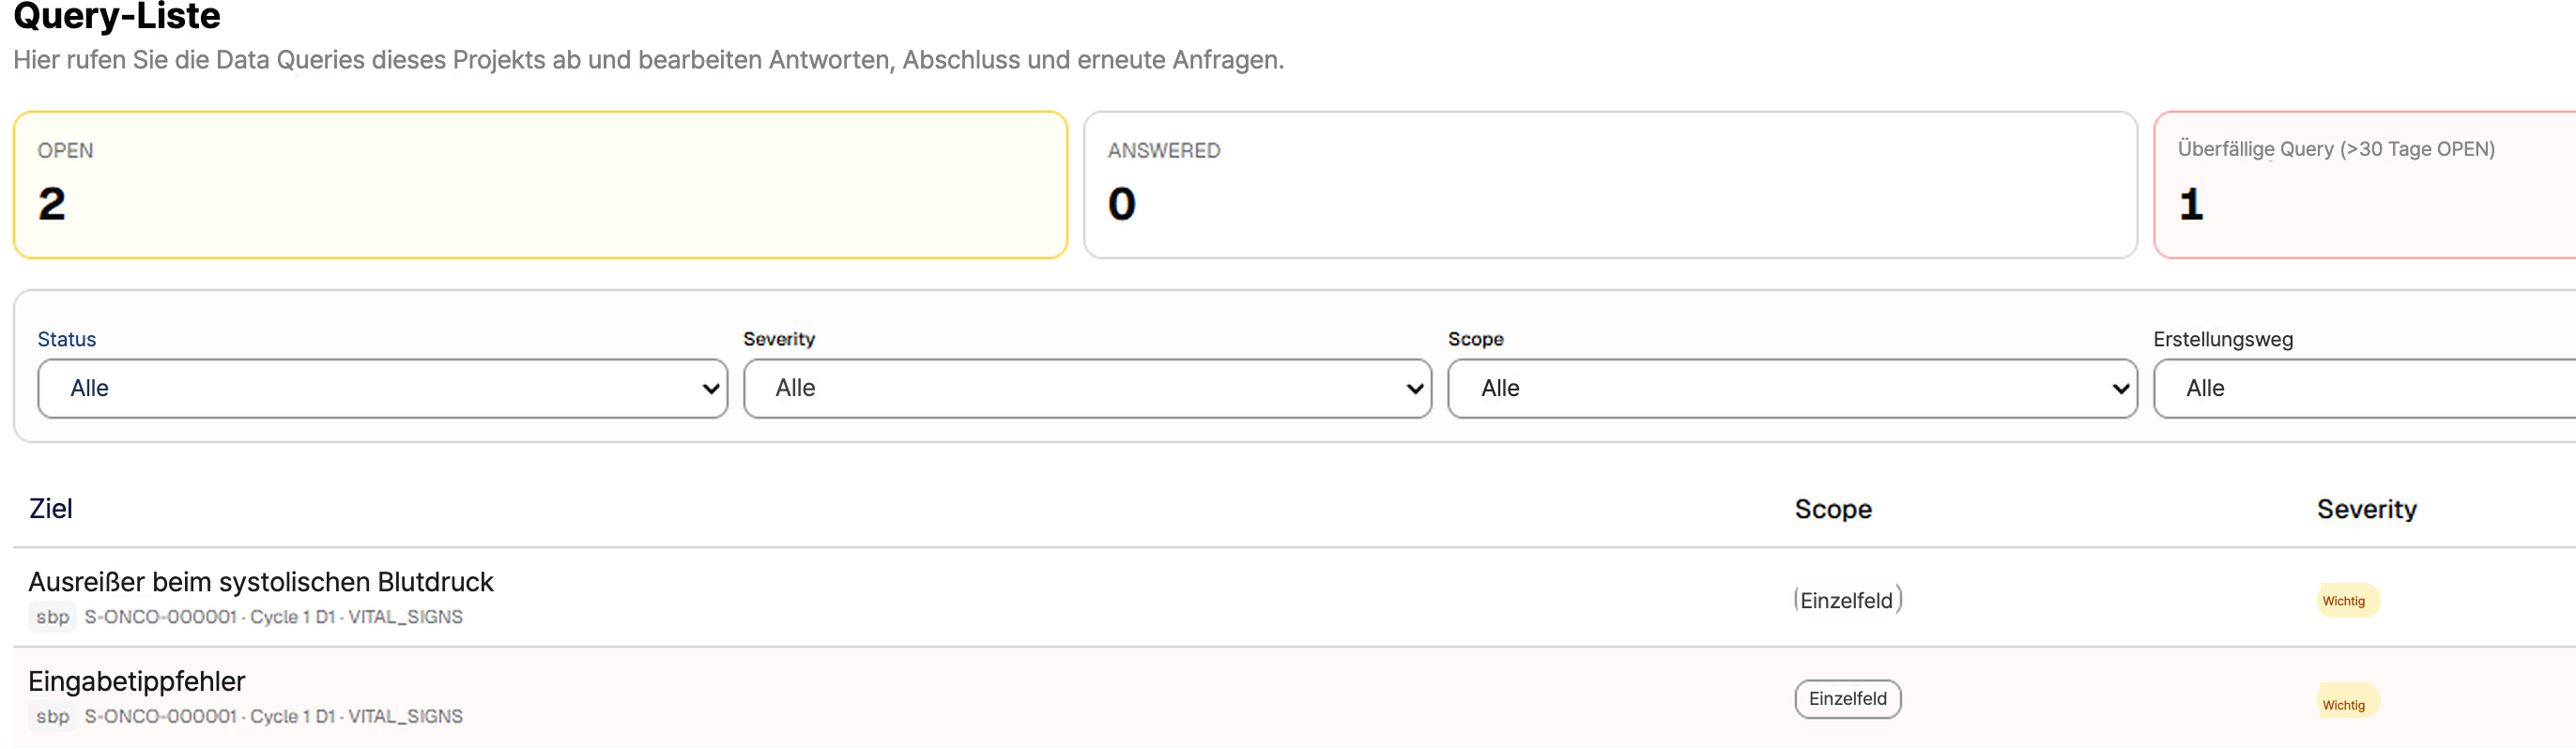 Query-Liste
Hier rufen Sie die Data Queries dieses Projekts ab und bearbeiten Antworten, Abschluss und erneute Anfragen.
OPEN
2
ANSWERED
0
Überfällige Query (>30 Tage OPEN)
1
Status
Alle
Severity
Alle
Scope
Alle
Erstellungsweg
Alle
Ziel Scope Severity
Ausreißer beim systolischen Blutdruck
sbp S-ONCO-000001 · Cycle 1 D1 · VITAL_SIGNS
Einzelfeld
Wichtig
Eingabetippfehler
sbp S-ONCO-000001 · Cycle 1 D1 · VITAL_SIGNS
Einzelfeld
Wichtig